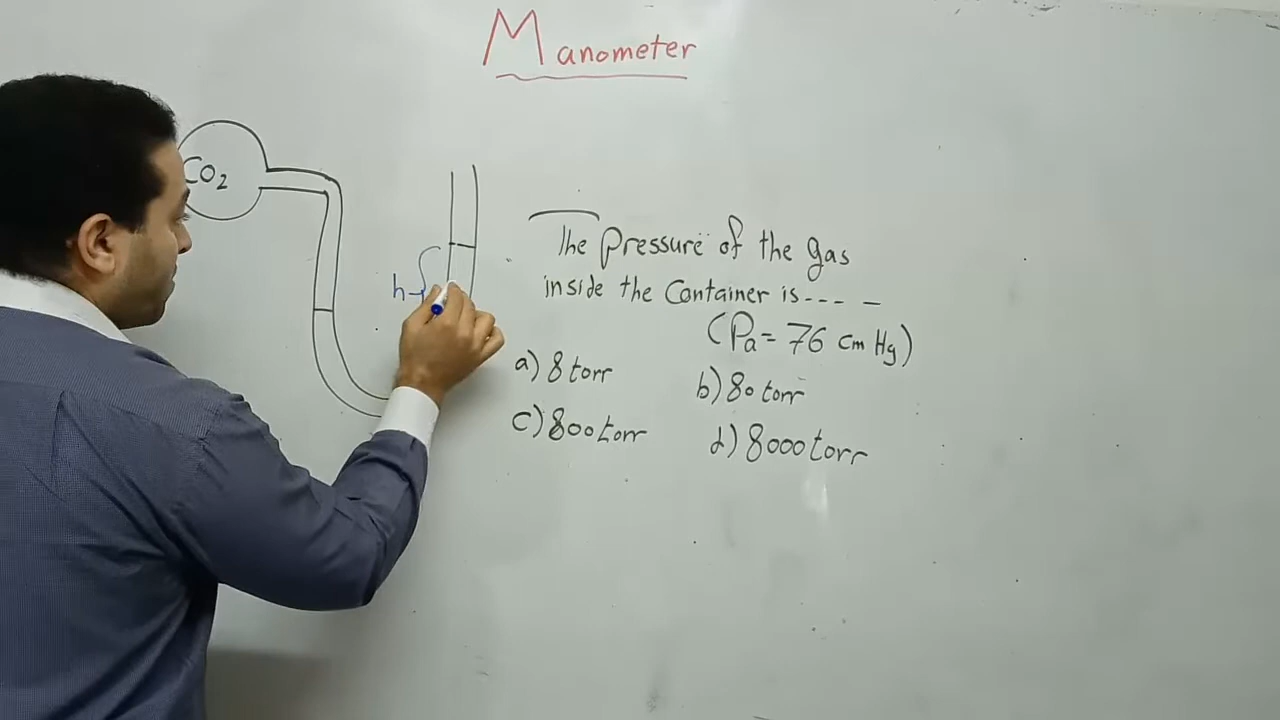 Manometer
CO2
The Pressure of the gas
inside the Container is----
(Pa= 76 cm Hg)
h
a) 8 torr
b) 80 torr
c) 800 torr
d) 8000 torr